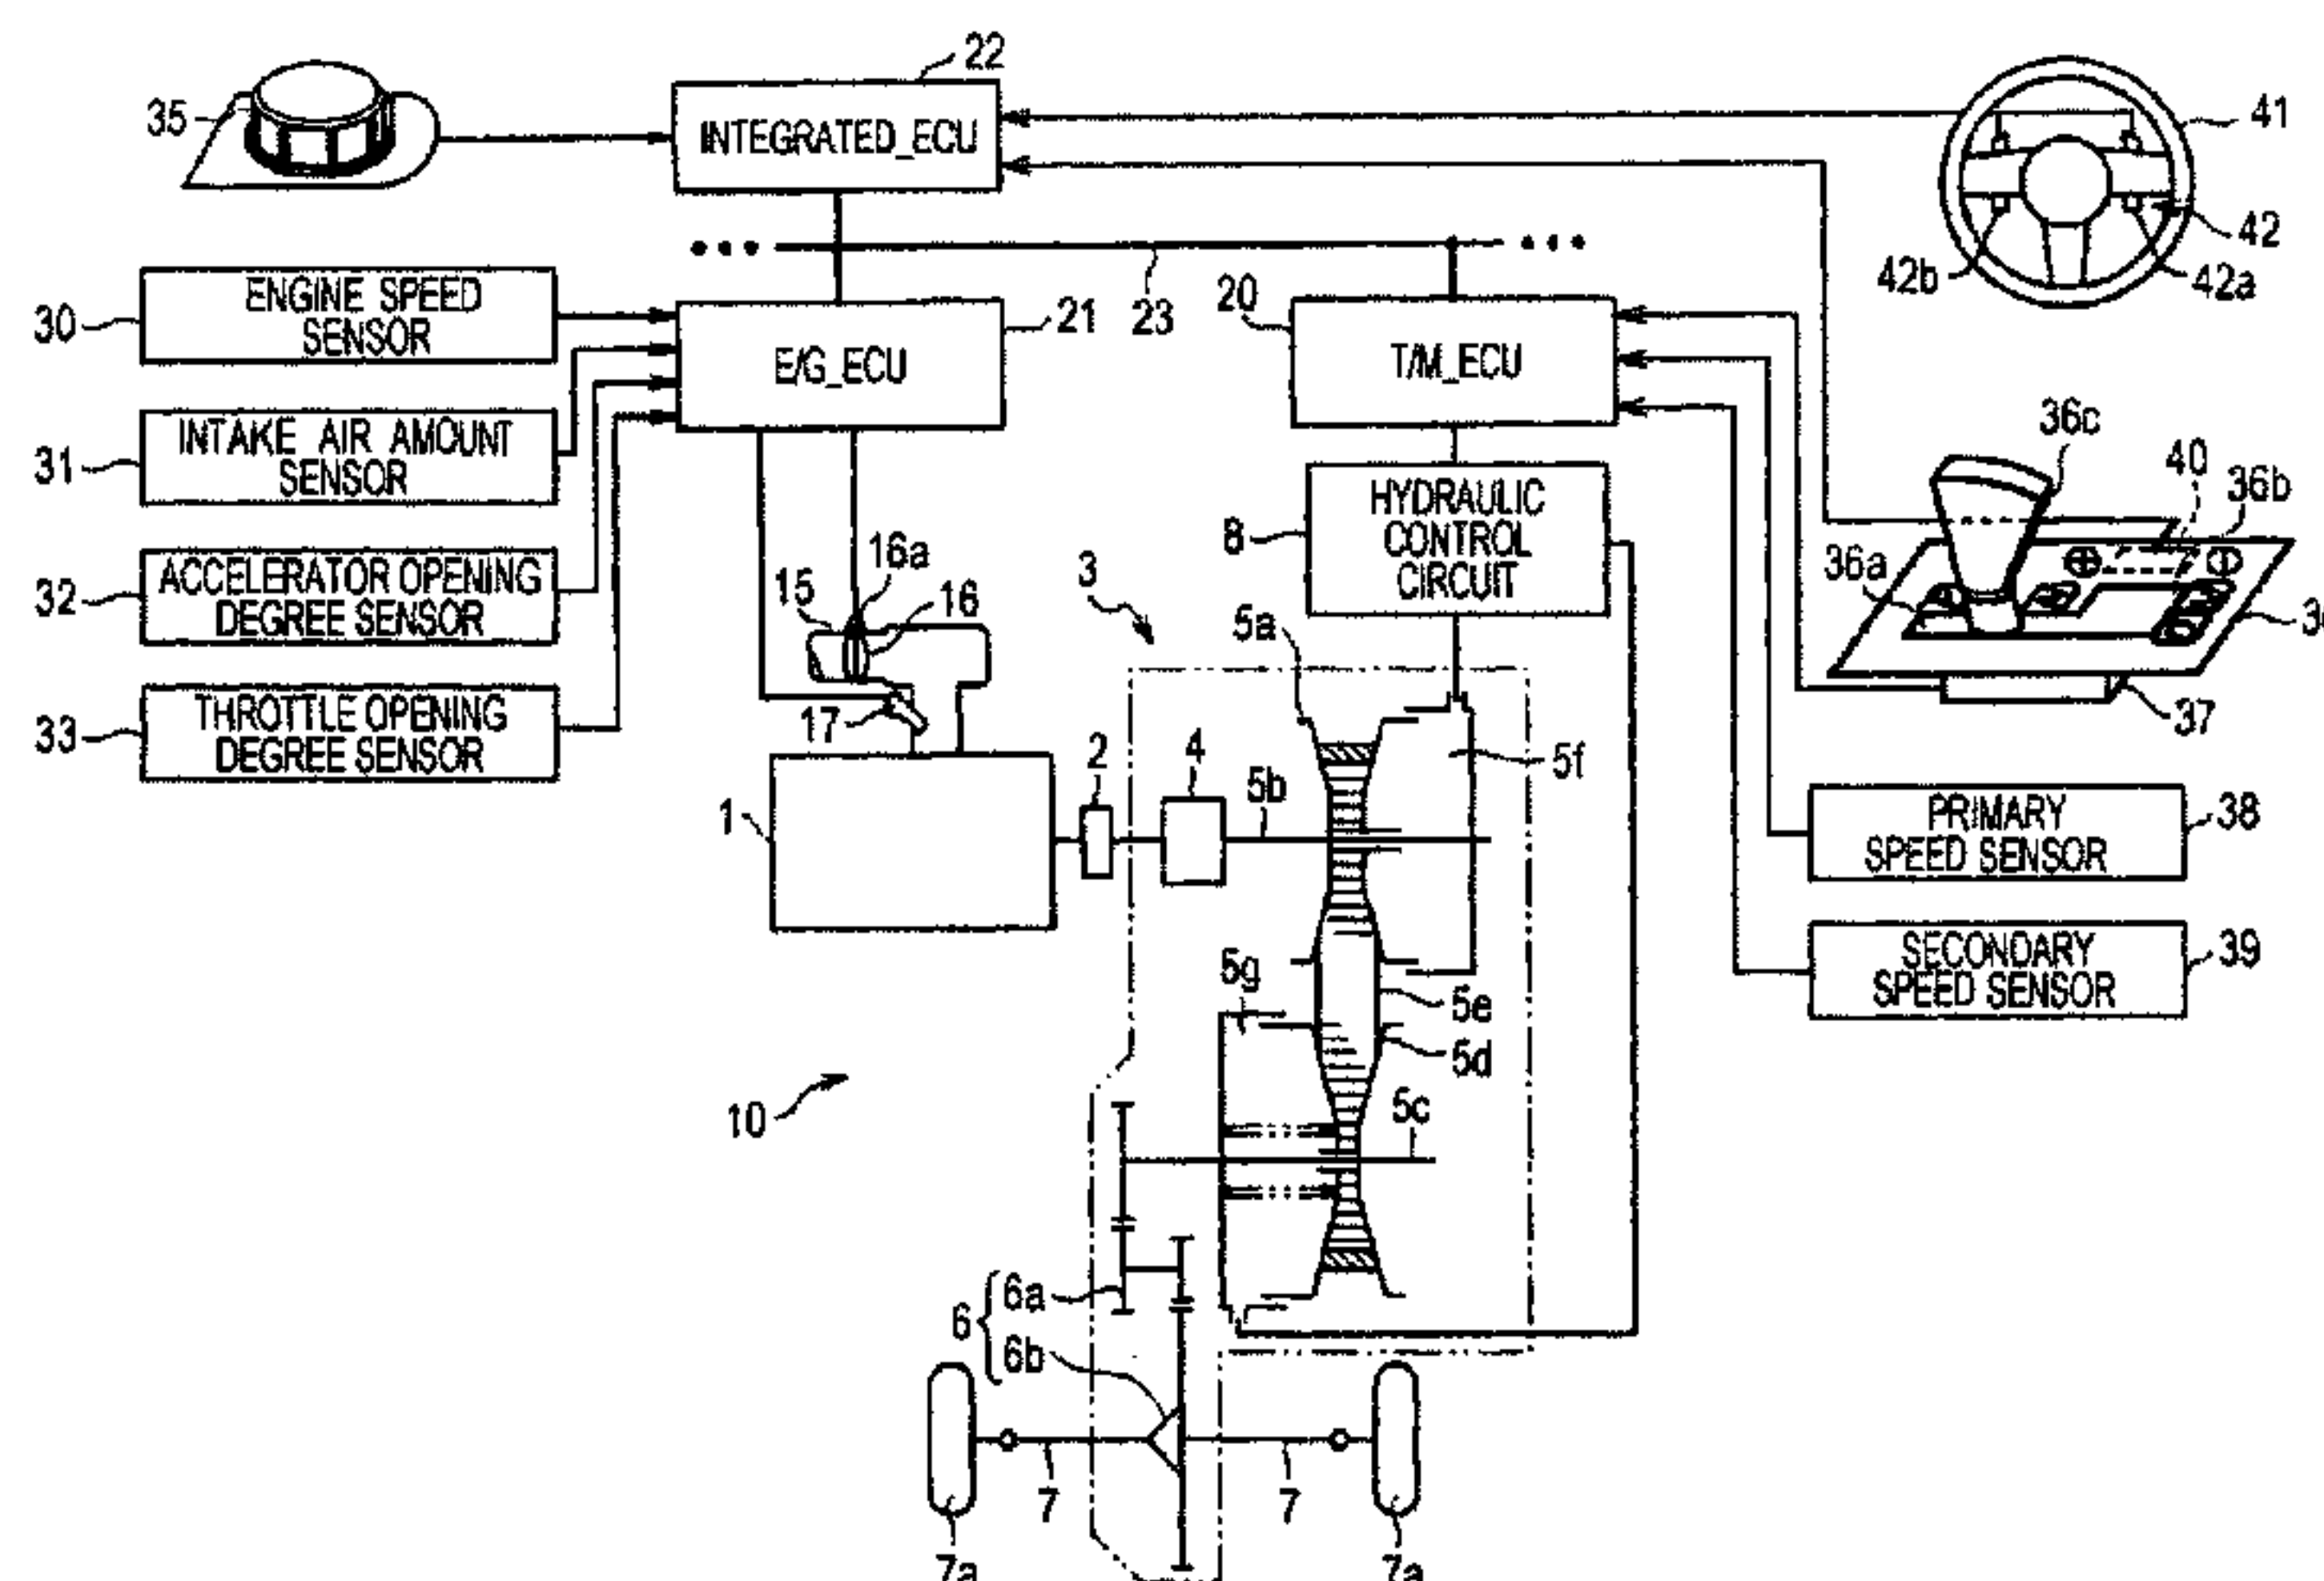 22
35
INTEGRATED_ECU
41
42
42b
42a
30
ENGINE SPEED
SENSOR
21
E/G_ECU
23
20
T/M_ECU
31
INTAKE AIR AMOUNT
SENSOR
36c
40
36b
36a
37
32
ACCELERATOR OPENING
DEGREE SENSOR
8
HYDRAULIC
CONTROL
CIRCUIT
15
16a
16
3
5a
33
THROTTLE OPENING
DEGREE SENSOR
17
1
2
4
5b
5f
PRIMARY
SPEED SENSOR
38
SECONDARY
SPEED SENSOR
39
5g
5e
5d
5c
10
6
6a
6b
7
7
7a
7a